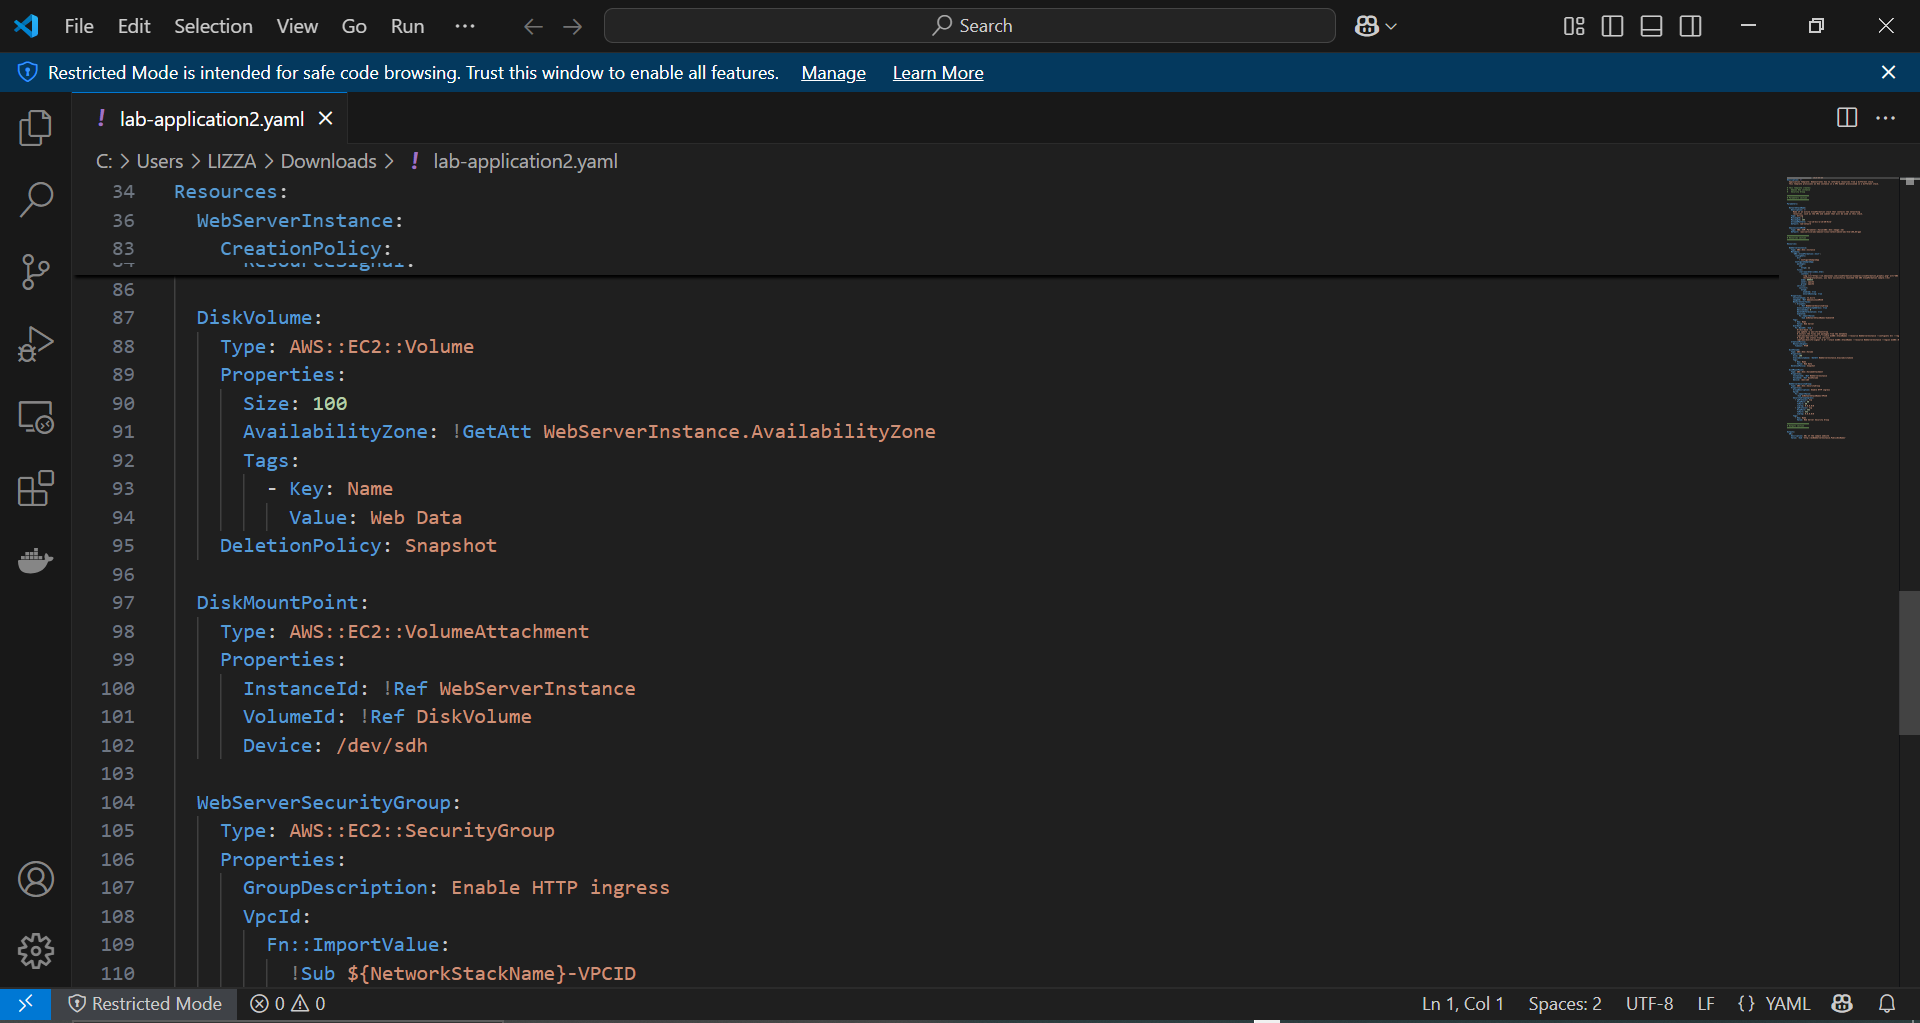 File Edit Selection View Go Run ··· Search
Restricted Mode is intended for safe code browsing. Trust this window to enable all features. Manage Learn More
! lab-application2.yaml
C: > Users > LIZZA > Downloads > ! lab-application2.yaml
34 Resources:
36 WebServerInstance:
83 CreationPolicy:
86
87 DiskVolume:
88 Type: AWS::EC2::Volume
89 Properties:
90 Size: 100
91 AvailabilityZone: !GetAtt WebServerInstance.AvailabilityZone
92 Tags:
93 - Key: Name
94 Value: Web Data
95 DeletionPolicy: Snapshot
96
97 DiskMountPoint:
98 Type: AWS::EC2::VolumeAttachment
99 Properties:
100 InstanceId: !Ref WebServerInstance
101 VolumeId: !Ref DiskVolume
102 Device: /dev/sdh
103
104 WebServerSecurityGroup:
105 Type: AWS::EC2::SecurityGroup
106 Properties:
107 GroupDescription: Enable HTTP ingress
108 VpcId:
109 Fn::ImportValue:
110 !Sub ${NetworkStackName}-VPCID
Restricted Mode 0 0 Ln 1, Col 1 Spaces: 2 UTF-8 LF {} YAML